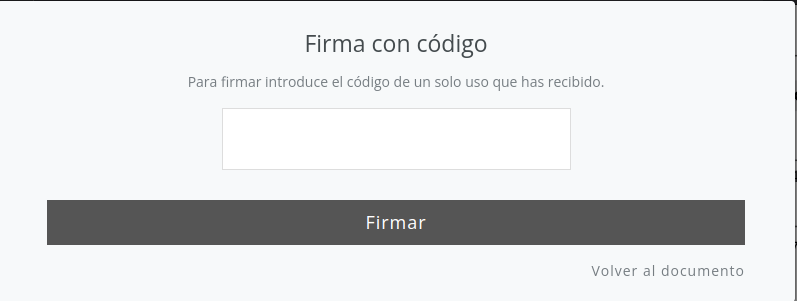 Firma con código
Para firmar introduce el código de un solo uso que has recibido.
Firmar
Volver al documento